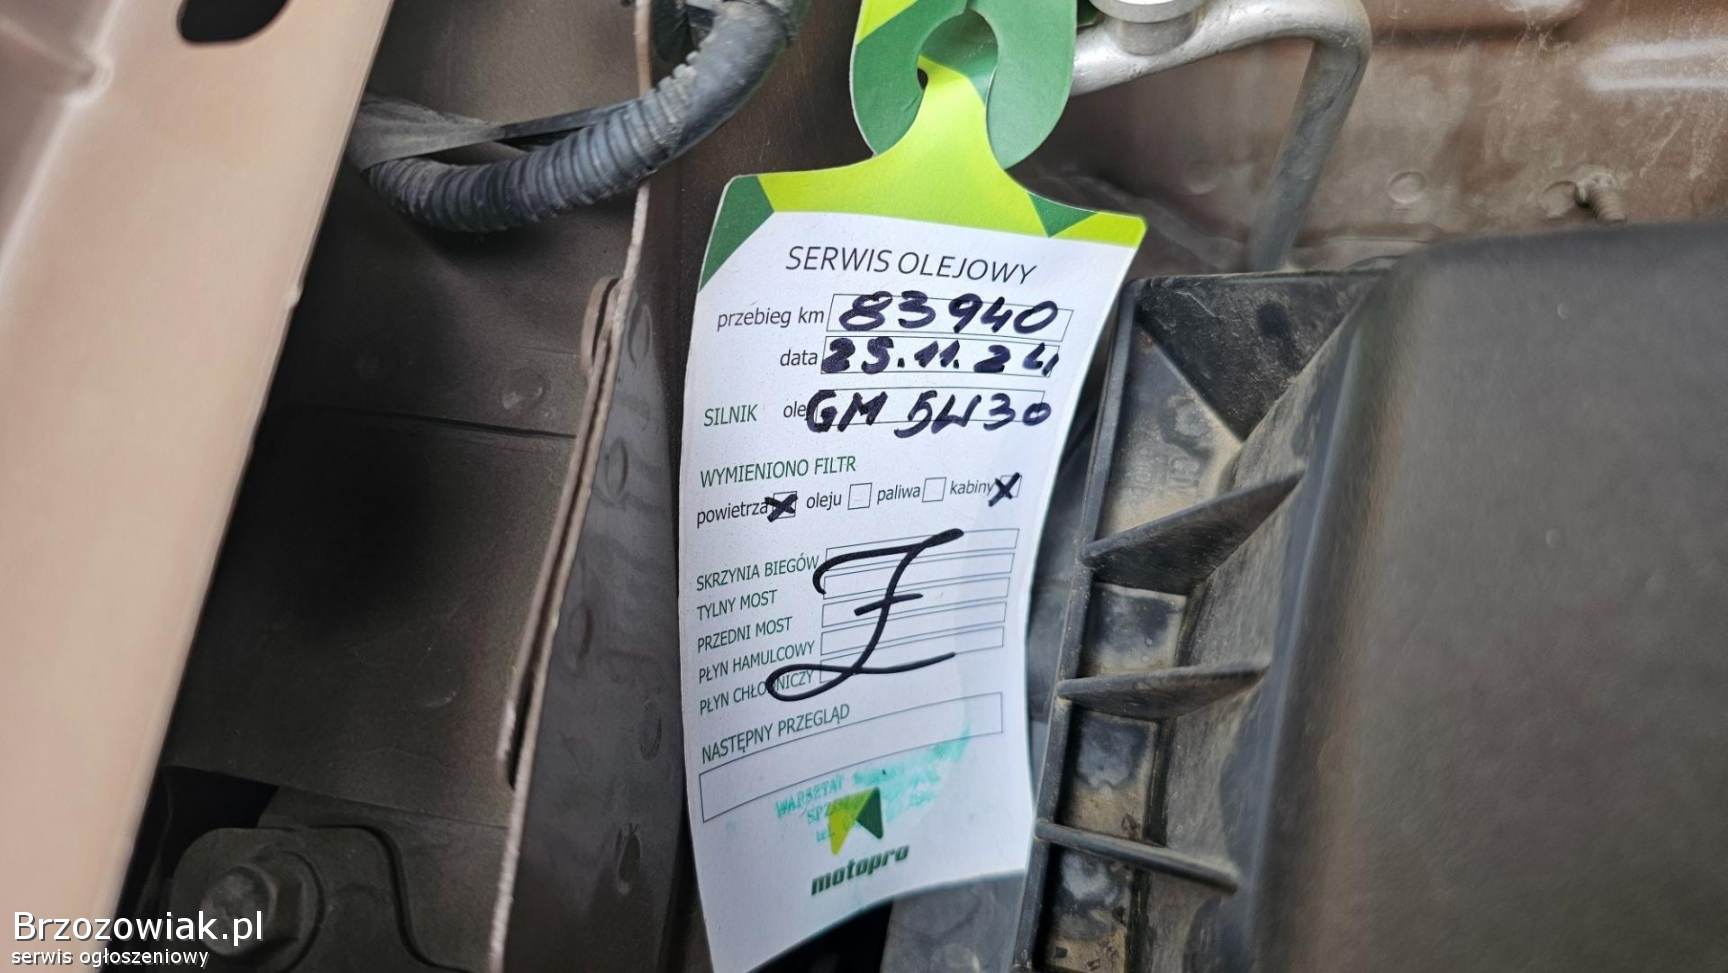 SERWIS OLEJOWY
przebieg km 83940
data 25.11.24
SILNIK olej GM 5W30
WYMIENIONO FILTR
powietrza X oleju paliwa kabiny X
SKRZYNIA BIEGÓW
TYLNY MOST
PRZEDNI MOST
PŁYN HAMULCOWY
PŁYN CHŁODNICZY
NASTĘPNY PRZEGLĄD
WARSZTAT
motopro
Brzozowiak.pl
serwis ogłoszeniowy